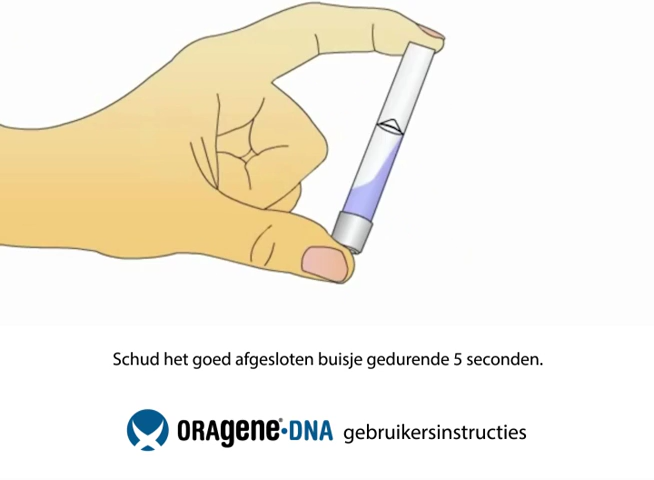 Schud het goed afgesloten buisje gedurende 5 seconden.
ORAgene•DNA gebruikersinstructies